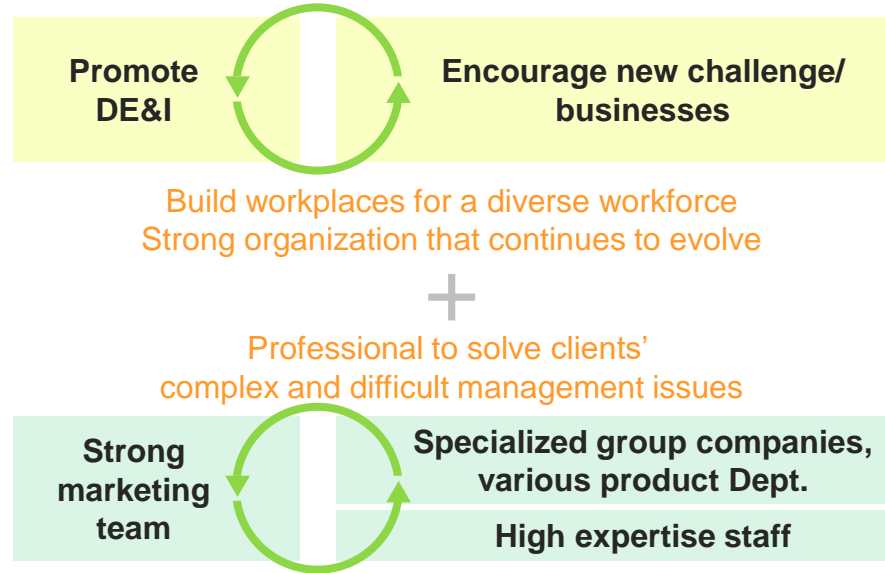 Promote
DE&I
Encourage new challenge/
businesses
Build workplaces for a diverse workforce
Strong organization that continues to evolve
+
Professional to solve clients’
complex and difficult management issues
Strong
marketing
team
Specialized group companies,
various product Dept.
High expertise staff